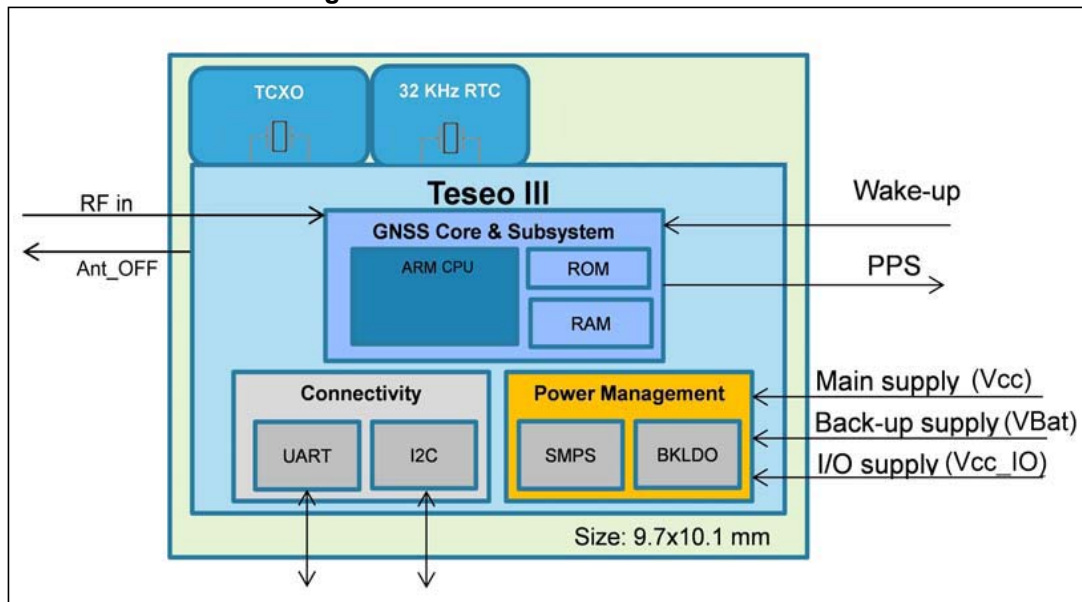 TCXO
32 KHz RTC
Teseo III
RF in
Wake-up
GNSS Core & Subsystem
Ant_OFF
ARM CPU
ROM
PPS
RAM
Connectivity
Power Management
Main supply (Vcc)
Back-up supply (VBat)
UART
I2C
SMPS
BKLDO
I/O supply (Vcc_IO)
Size: 9.7x10.1 mm